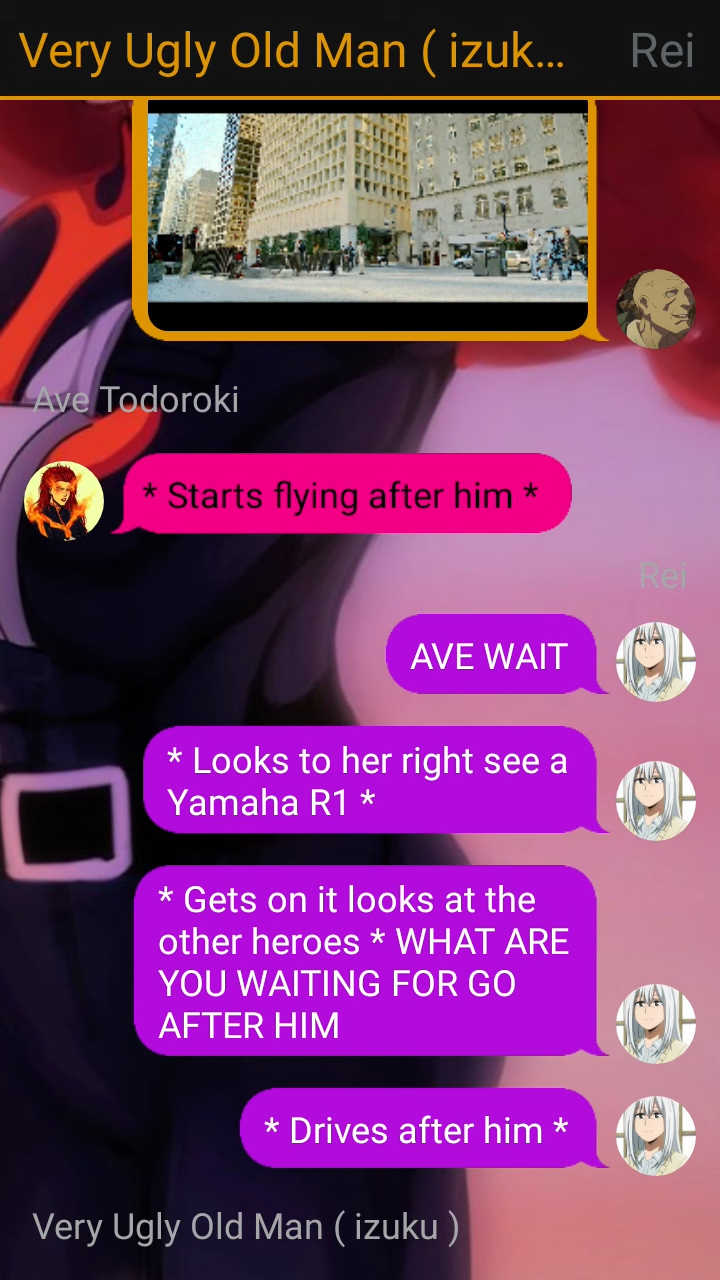 Very Ugly Old Man ( izuk...
Rei
Ave Todoroki
* Starts flying after him *
Rei
AVE WAIT
* Looks to her right see a
Yamaha R1 *
* Gets on it looks at the
other heroes * WHAT ARE
YOU WAITING FOR GO
AFTER HIM
* Drives after him *
Very Ugly Old Man ( izuku )